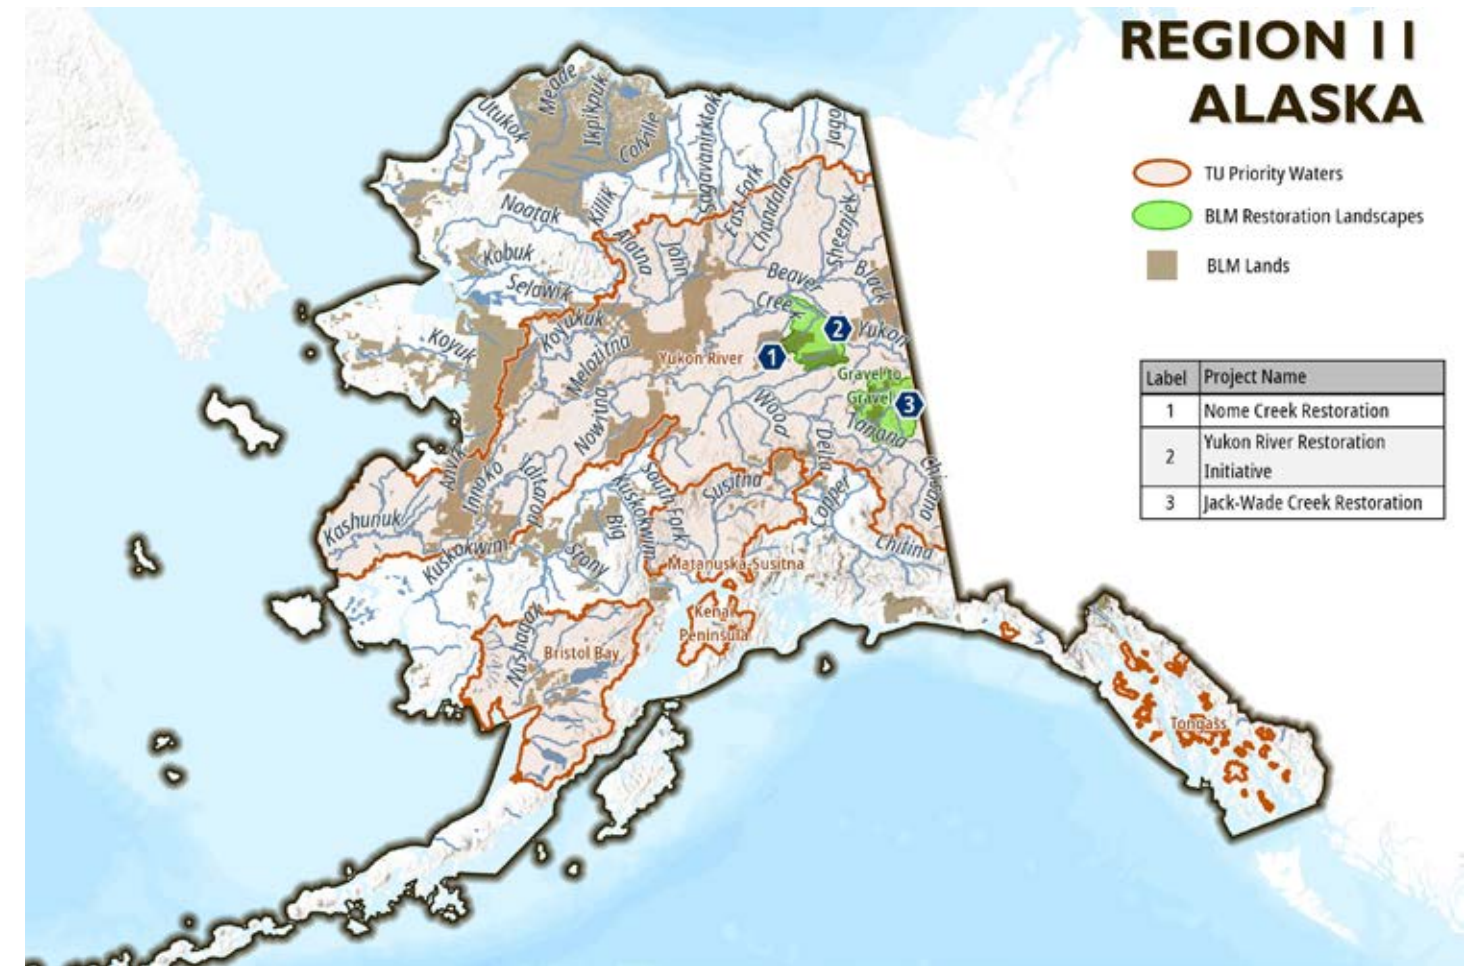 REGION 11
ALASKA
TU Priority Waters
BLM Restoration Landscapes
BLM Lands
Label Project Name
1 Nome Creek Restoration
2 Yukon River Restoration
Initiative
3 Jack-Wade Creek Restoration
Meade
Utukok
Ikpikpuk
Colville
Sagavanirktok
Jago
Noatak
Killik
East Fork
Chandalar
Sheenjek
Kobuk
Alatna
John
Selawik
Beaver
Creek
Black
Koyukuk
Koyuk
Melozitna
Yukon River
1
2
Yukon
Gravel to
Gravel
3
Nowitna
Wood
Tanana
Delta
Chisana
Anvik
Innoko
Iditarod
South Fork
Kuskokwim
Susitna
Copper
Kashunuk
Big
Kuskokwim
Stony
Chitina
Matanuska-Susitna
Kenai
Peninsula
Nushagak
Bristol Bay
Tongass